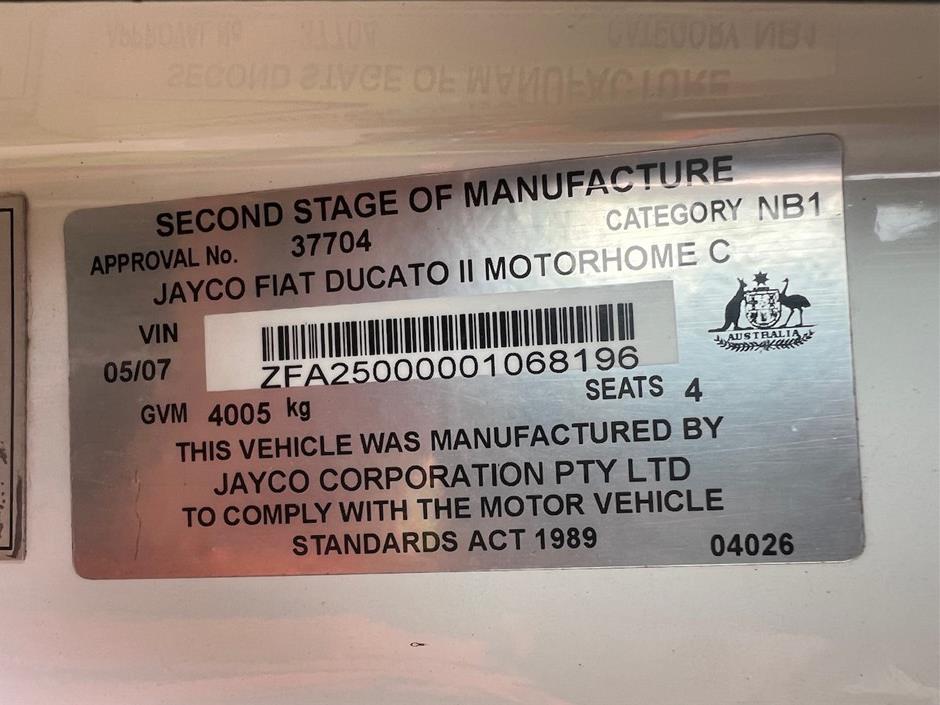 SECOND STAGE OF MANUFACTURE
APPROVAL No. 37704 CATEGORY NB1
JAYCO FIAT DUCATO II MOTORHOME C
VIN
05/07 ZFA25000001068196
AUSTRALIA
GVM 4005 kg SEATS 4
THIS VEHICLE WAS MANUFACTURED BY
JAYCO CORPORATION PTY LTD
TO COMPLY WITH THE MOTOR VEHICLE
STANDARDS ACT 1989 04026